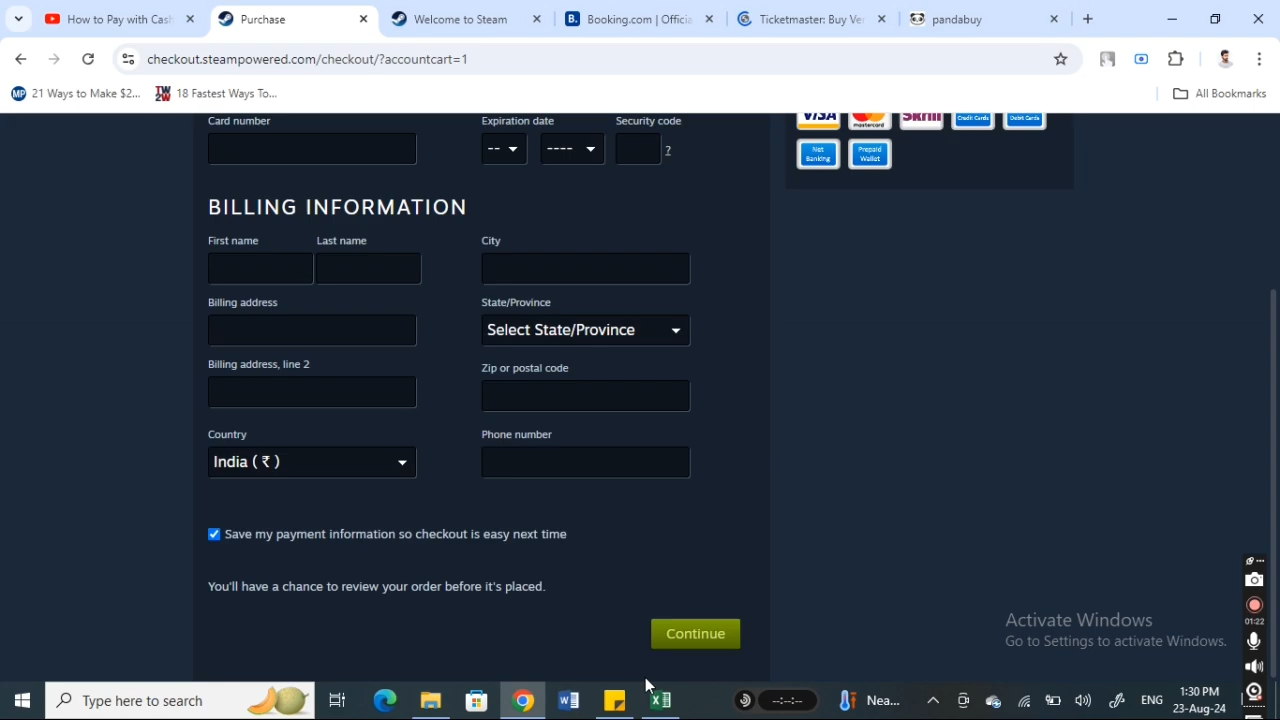 How to Pay with Cash
Purchase
Welcome to Steam
Booking.com | Offici
Ticketmaster: Buy Ve
pandabuy
checkout.steampowered.com/checkout/?accountcart=1
21 Ways to Make $2...
18 Fastest Ways To...
All Bookmarks
Card number
Expiration date
Security code
-- ---- ?
VISA mastercard Skrill Credit Cards Debit Cards
Net Banking Prepaid Wallet
BILLING INFORMATION
First name
Last name
City
Billing address
State/Province
Select State/Province
Billing address, line 2
Zip or postal code
Country
Phone number
India ( ₹ )
Save my payment information so checkout is easy next time
You'll have a chance to review your order before it's placed.
Continue
Activate Windows
Go to Settings to activate Windows.
01:22
Type here to search
--:--:--
Nea...
ENG
1:30 PM
23-Aug-24